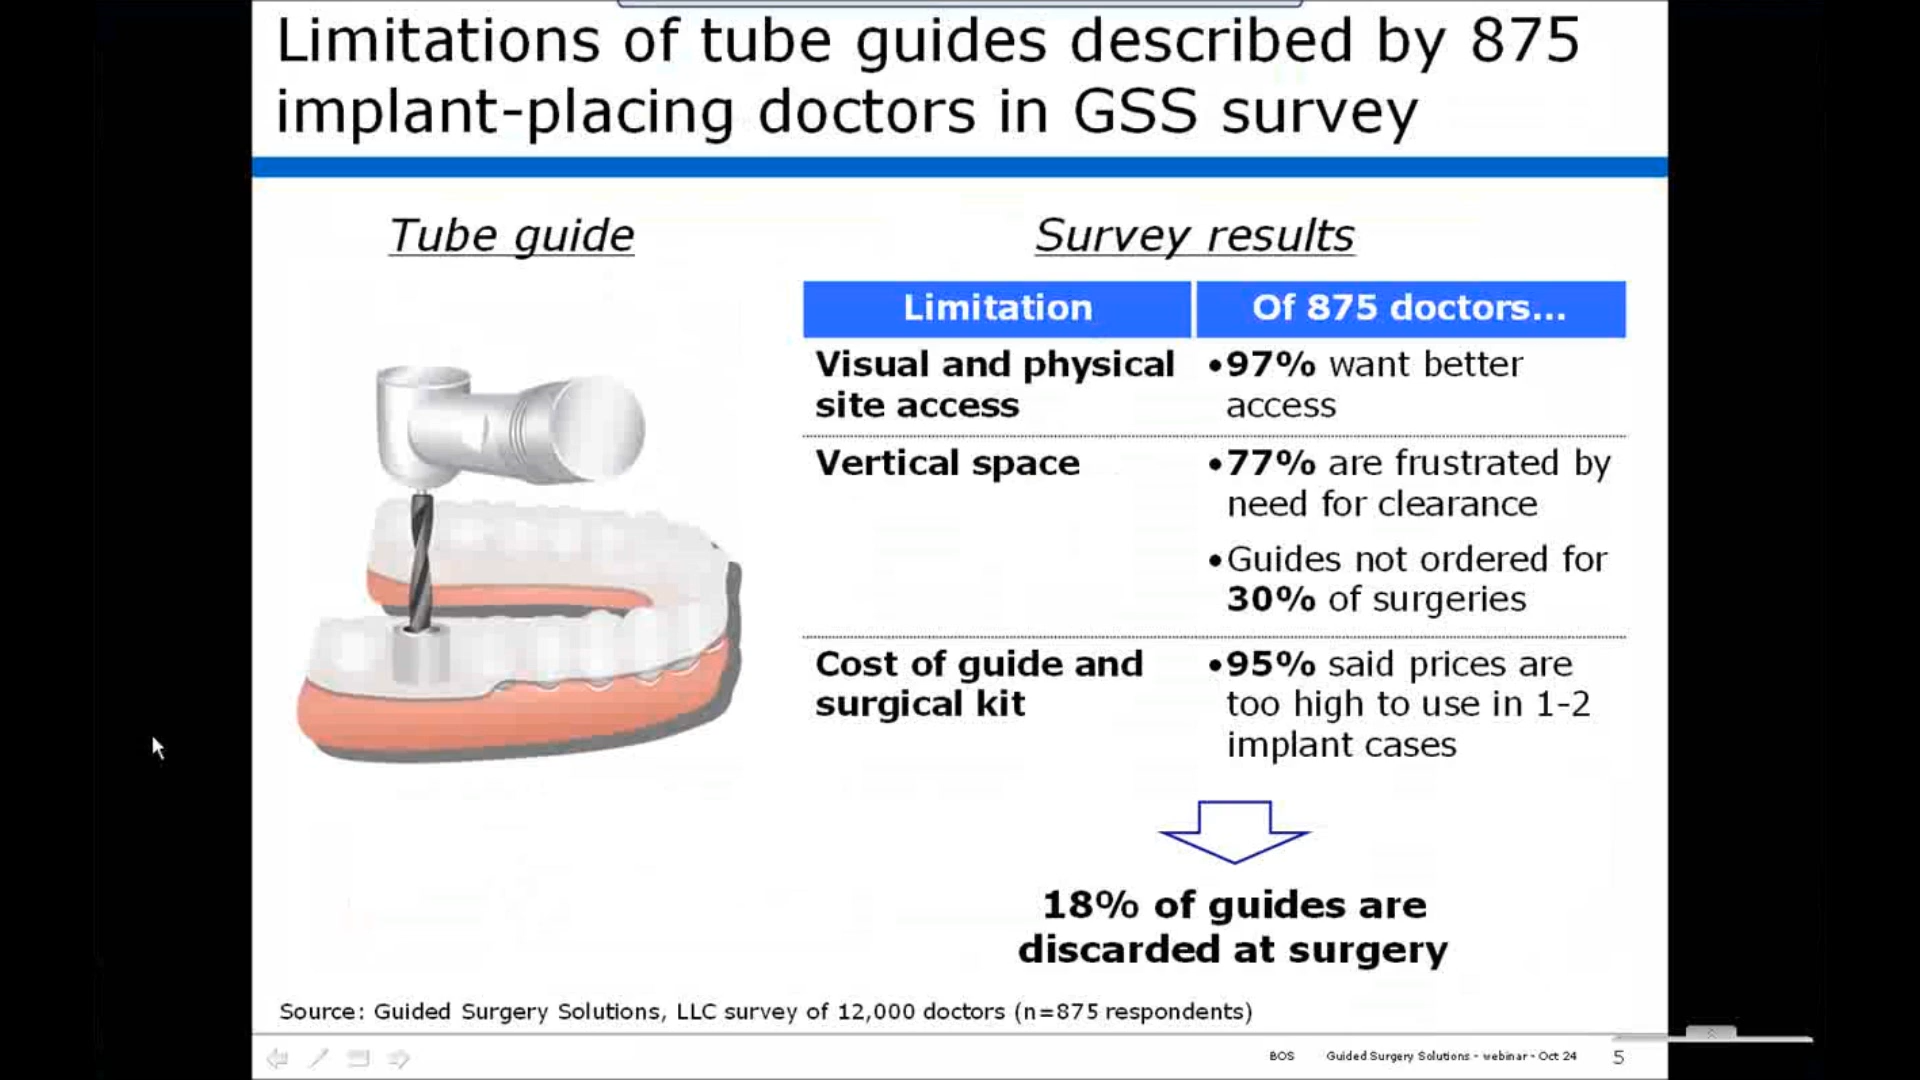 Limitations of tube guides described by 875
implant-placing doctors in GSS survey
Tube guide
Survey results
Limitation
Of 875 doctors...
Visual and physical
site access
•97% want better
access
Vertical space
•77% are frustrated by
need for clearance
•Guides not ordered for
30% of surgeries
Cost of guide and
surgical kit
•95% said prices are
too high to use in 1-2
implant cases
18% of guides are
discarded at surgery
Source: Guided Surgery Solutions, LLC survey of 12,000 doctors (n=875 respondents)
BOS Guided Surgery Solutions - webinar - Oct 24 5